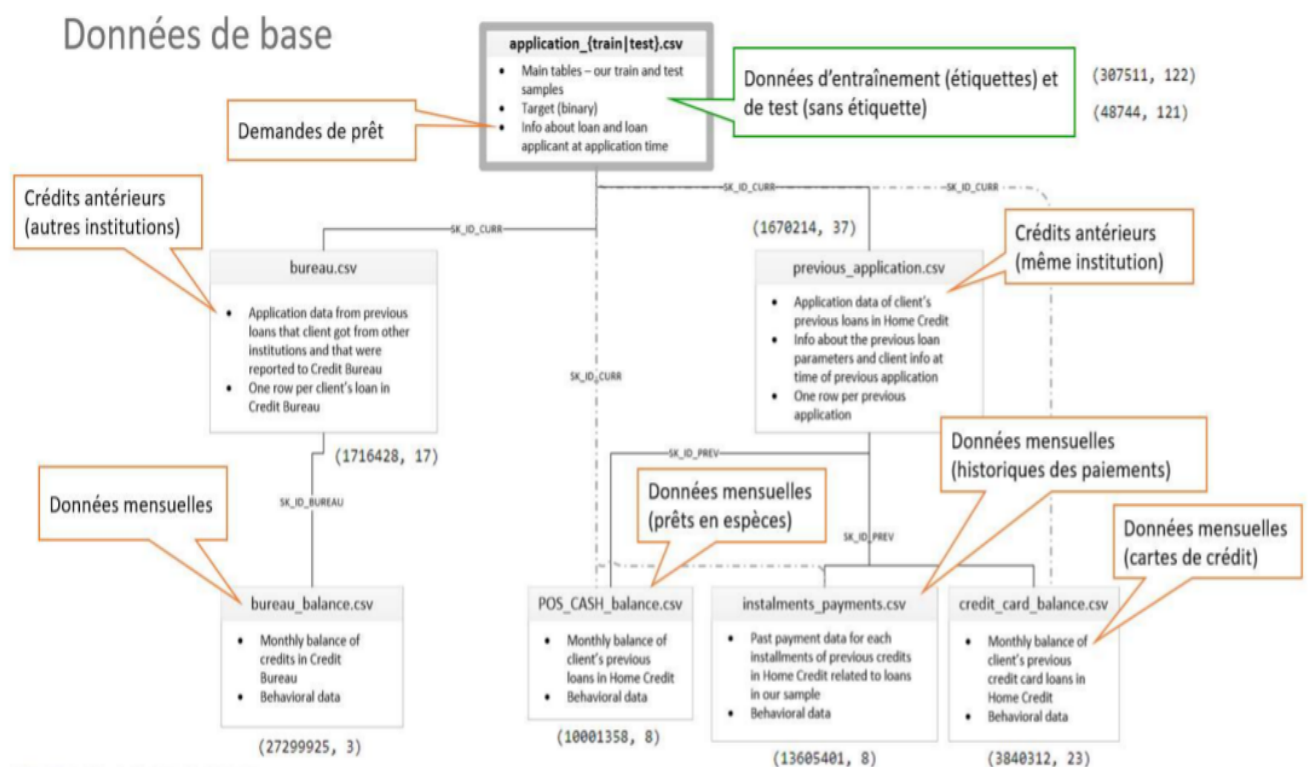 Données de base
application_{train|test}.csv
• Main tables – our train and test
samples
• Target (binary)
• Info about loan and loan
applicant at application time
Données d'entraînement (étiquettes) et
de test (sans étiquette)
(307511, 122)
(48744, 121)
Demandes de prêt
SK_ID_CURR
SK_ID_CURR
SK_ID_CURR
Crédits antérieurs
(autres institutions)
(1670214, 37)
Crédits antérieurs
(même institution)
bureau.csv
• Application data from previous
loans that client got from other
institutions and that were
reported to Credit Bureau
• One row per client's loan in
Credit Bureau
(1716428, 17)
previous_application.csv
• Application data of client's
previous loans in Home Credit
• Info about the previous loan
parameters and client info at
time of previous application
• One row per previous
application
SK_ID_CURR
SK_ID_PREV
Données mensuelles
(historiques des paiements)
Données mensuelles
SK_ID_BUREAU
Données mensuelles
(prêts en espèces)
SK_ID_PREV
Données mensuelles
(cartes de crédit)
bureau_balance.csv
• Monthly balance of
credits in Credit
Bureau
• Behavioral data
(27299925, 3)
POS_CASH_balance.csv
• Monthly balance of
client's previous
loans in Home Credit
• Behavioral data
(10001358, 8)
instalments_payments.csv
• Past payment data for each
installments of previous credits
in Home Credit related to loans
in our sample
• Behavioral data
(13605401, 8)
credit_card_balance.csv
• Monthly balance of
client's previous
credit card loans in
Home Credit
• Behavioral data
(3840312, 23)